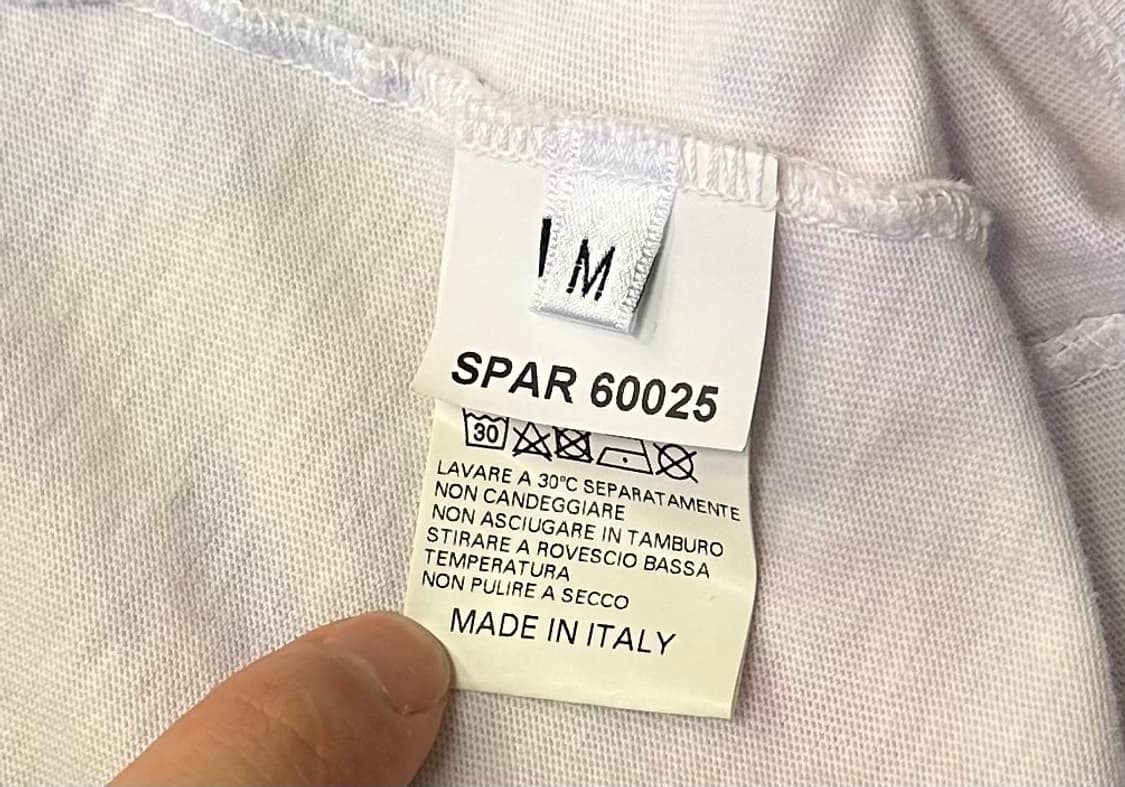 M
SPAR 60025
30
LAVARE A 30°C SEPARATAMENTE
NON CANDEGGIARE
NON ASCIUGARE IN TAMBURO
STIRARE A ROVESCIO BASSA
TEMPERATURA
NON PULIRE A SECCO
MADE IN ITALY